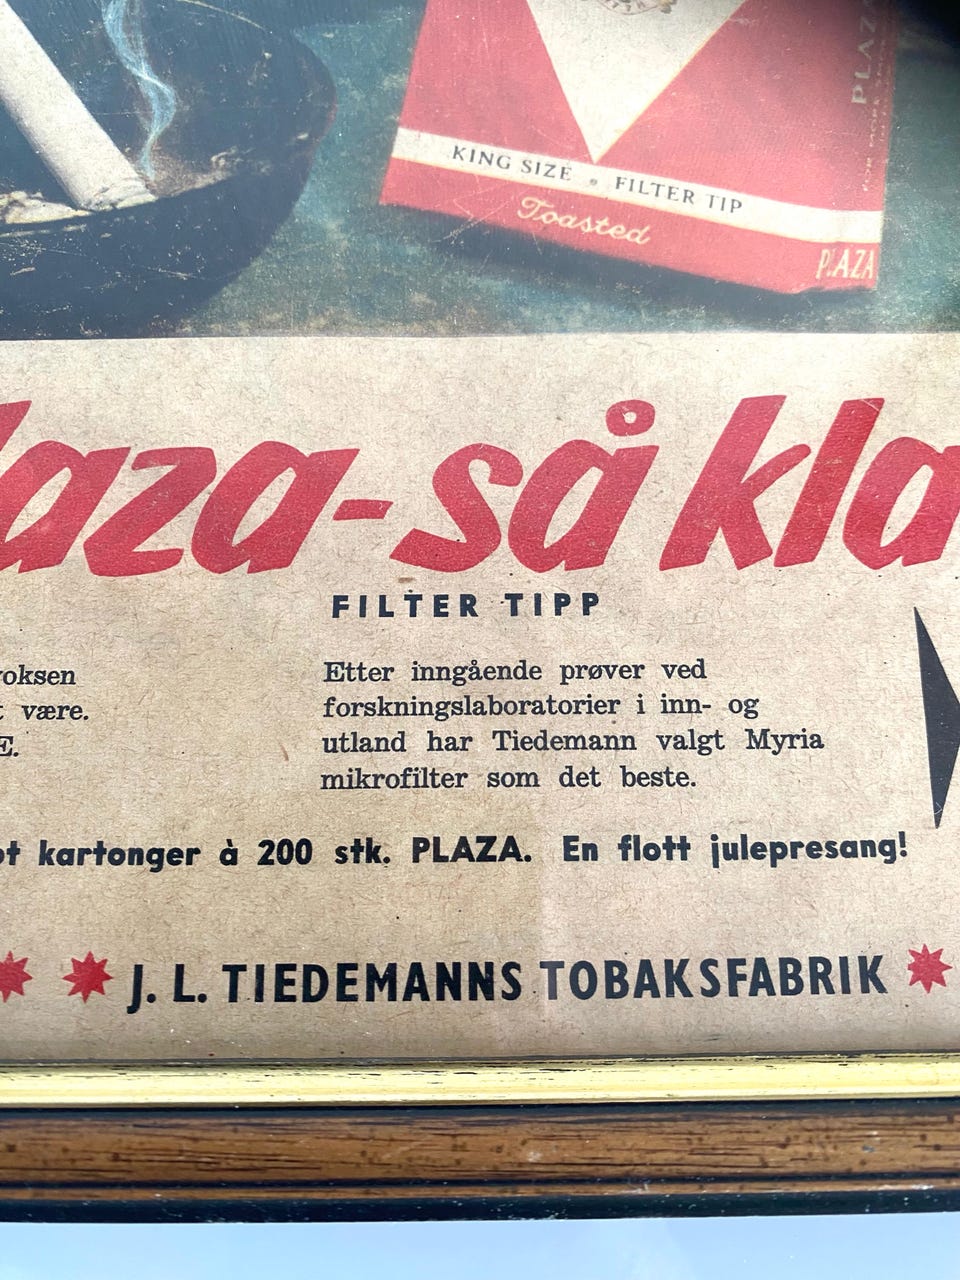 PLAZA
KING SIZE • FILTER TIP
Toasted
PLAZA
laza-så kla
FILTER TIPP
oksen
være.
E.
Etter inngående prøver ved
forskningslaboratorier i inn- og
utland har Tiedemann valgt Myria
mikrofilter som det beste.
kartonger à 200 stk. PLAZA. En flott julepresang!
J. L. TIEDEMANNS TOBAKSFABRIK